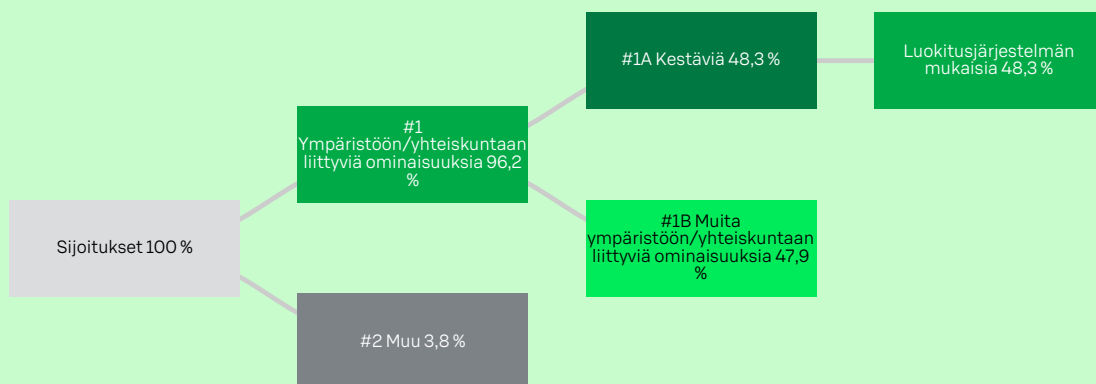 Sijoitukset 100 %
#1
Ympäristöön/yhteiskuntaan
liittyviä ominaisuuksia 96,2
%
#2 Muu 3,8 %
#1A Kestäviä 48,3 %
#1B Muita
ympäristöön/yhteiskuntaan
liittyviä ominaisuuksia 47,9
%
Luokitusjärjestelmän
mukaisia 48,3 %